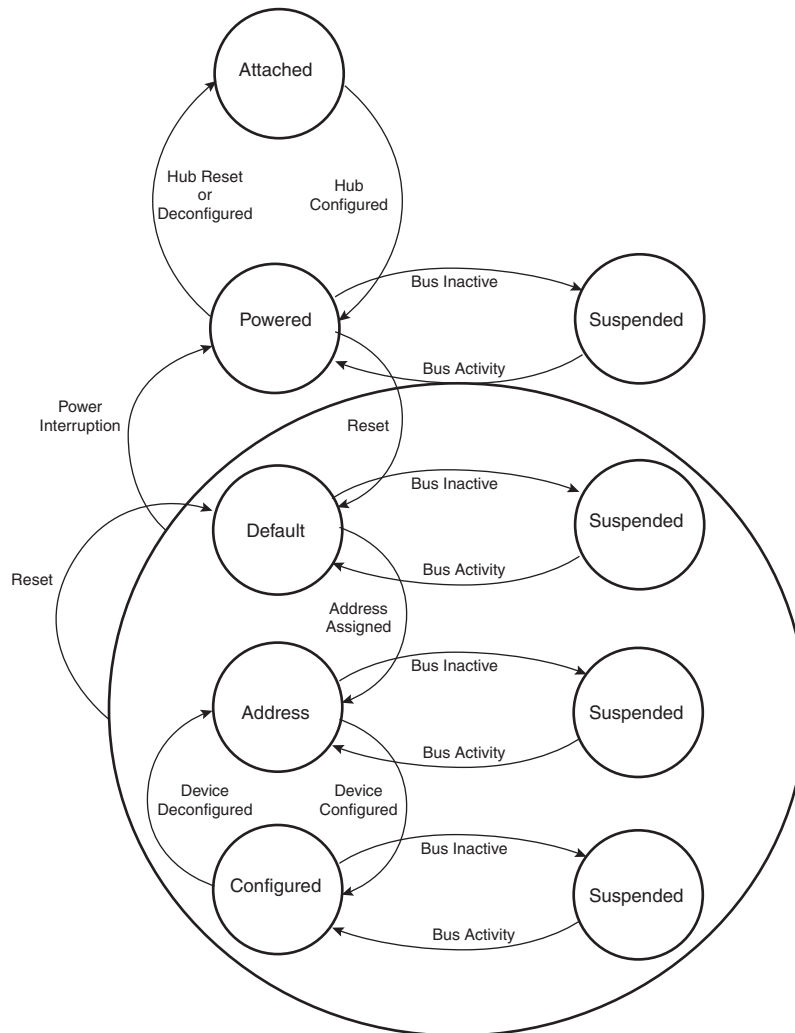 Attached
Hub Reset
or
Deconfigured
Hub
Configured
Bus Inactive
Powered
Suspended
Bus Activity
Power
Interruption
Reset
Bus Inactive
Default
Suspended
Bus Activity
Reset
Address
Assigned
Bus Inactive
Address
Suspended
Bus Activity
Device
Deconfigured
Device
Configured
Bus Inactive
Configured
Suspended
Bus Activity